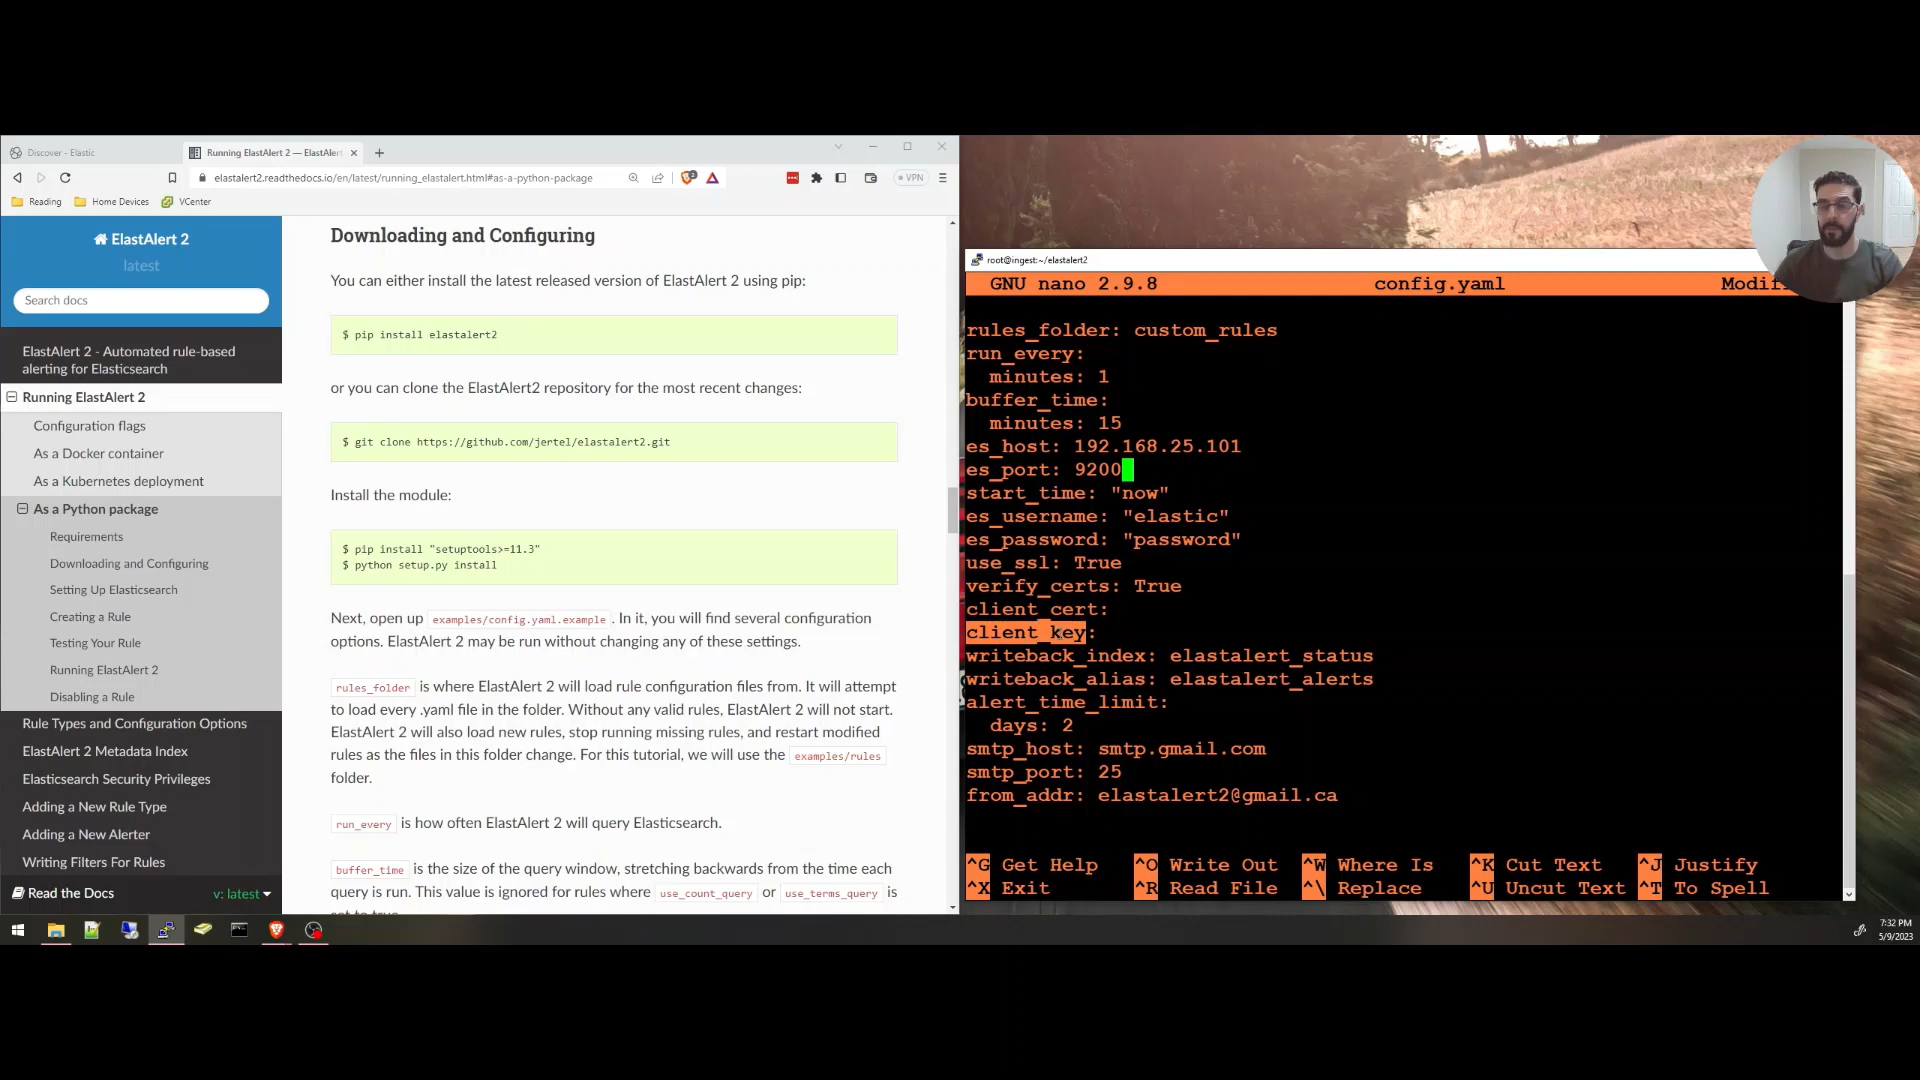 Discover - Elastic
Running ElastAlert 2 — ElastAlert
elastalert2.readthedocs.io/en/latest/running_elastalert.html#as-a-python-package
VPN
Reading
Home Devices
VCenter
ElastAlert 2
latest
Search docs
ElastAlert 2 - Automated rule-based
alerting for Elasticsearch
Running ElastAlert 2
Configuration flags
As a Docker container
As a Kubernetes deployment
As a Python package
Requirements
Downloading and Configuring
Setting Up Elasticsearch
Creating a Rule
Testing Your Rule
Running ElastAlert 2
Disabling a Rule
Rule Types and Configuration Options
ElastAlert 2 Metadata Index
Elasticsearch Security Privileges
Adding a New Rule Type
Adding a New Alerter
Writing Filters For Rules
Read the Docs
v: latest
Downloading and Configuring
You can either install the latest released version of ElastAlert 2 using pip:
$ pip install elastalert2
or you can clone the ElastAlert2 repository for the most recent changes:
$ git clone https://github.com/jertel/elastalert2.git
Install the module:
$ pip install "setuptools>=11.3"
$ python setup.py install
Next, open up examples/config.yaml.example . In it, you will find several configuration
options. ElastAlert 2 may be run without changing any of these settings.
rules_folder is where ElastAlert 2 will load rule configuration files from. It will attempt
to load every .yaml file in the folder. Without any valid rules, ElastAlert 2 will not start.
ElastAlert 2 will also load new rules, stop running missing rules, and restart modified
rules as the files in this folder change. For this tutorial, we will use the examples/rules
folder.
run_every is how often ElastAlert 2 will query Elasticsearch.
buffer_time is the size of the query window, stretching backwards from the time each
query is run. This value is ignored for rules where use_count_query or use_terms_query is
set to true.
root@ingest:~/elastalert2
GNU nano 2.9.8 config.yaml Modifi
rules_folder: custom_rules
run_every:
minutes: 1
buffer_time:
minutes: 15
es_host: 192.168.25.101
es_port: 9200
start_time: "now"
es_username: "elastic"
es_password: "password"
use_ssl: True
verify_certs: True
client_cert:
client_key:
writeback_index: elastalert_status
writeback_alias: elastalert_alerts
alert_time_limit:
days: 2
smtp_host: smtp.gmail.com
smtp_port: 25
from_addr: elastalert2@gmail.ca
^G Get Help ^O Write Out ^W Where Is ^K Cut Text ^J Justify
^X Exit ^R Read File ^\ Replace ^U Uncut Text ^T To Spell
7:32 PM
5/9/2023